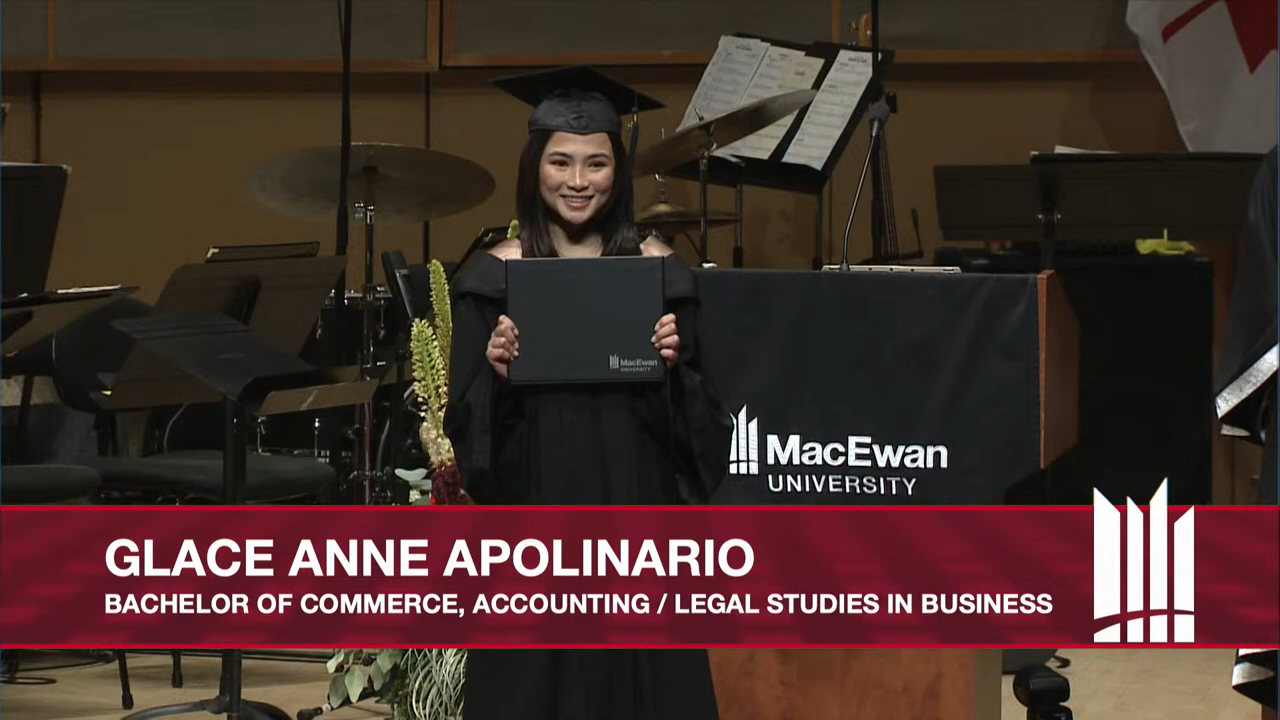 MacEwan
UNIVERSITY
MacEwan
UNIVERSITY
GLACE ANNE APOLINARIO
BACHELOR OF COMMERCE, ACCOUNTING / LEGAL STUDIES IN BUSINESS